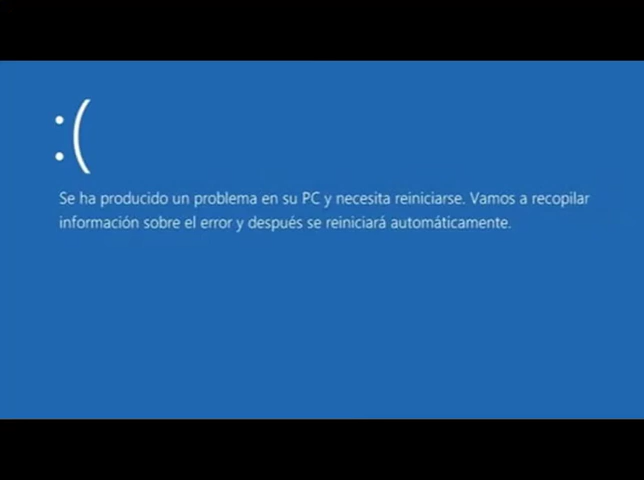 :(
Se ha producido un problema en su PC y necesita reiniciarse. Vamos a recopilar
información sobre el error y después se reiniciará automáticamente.